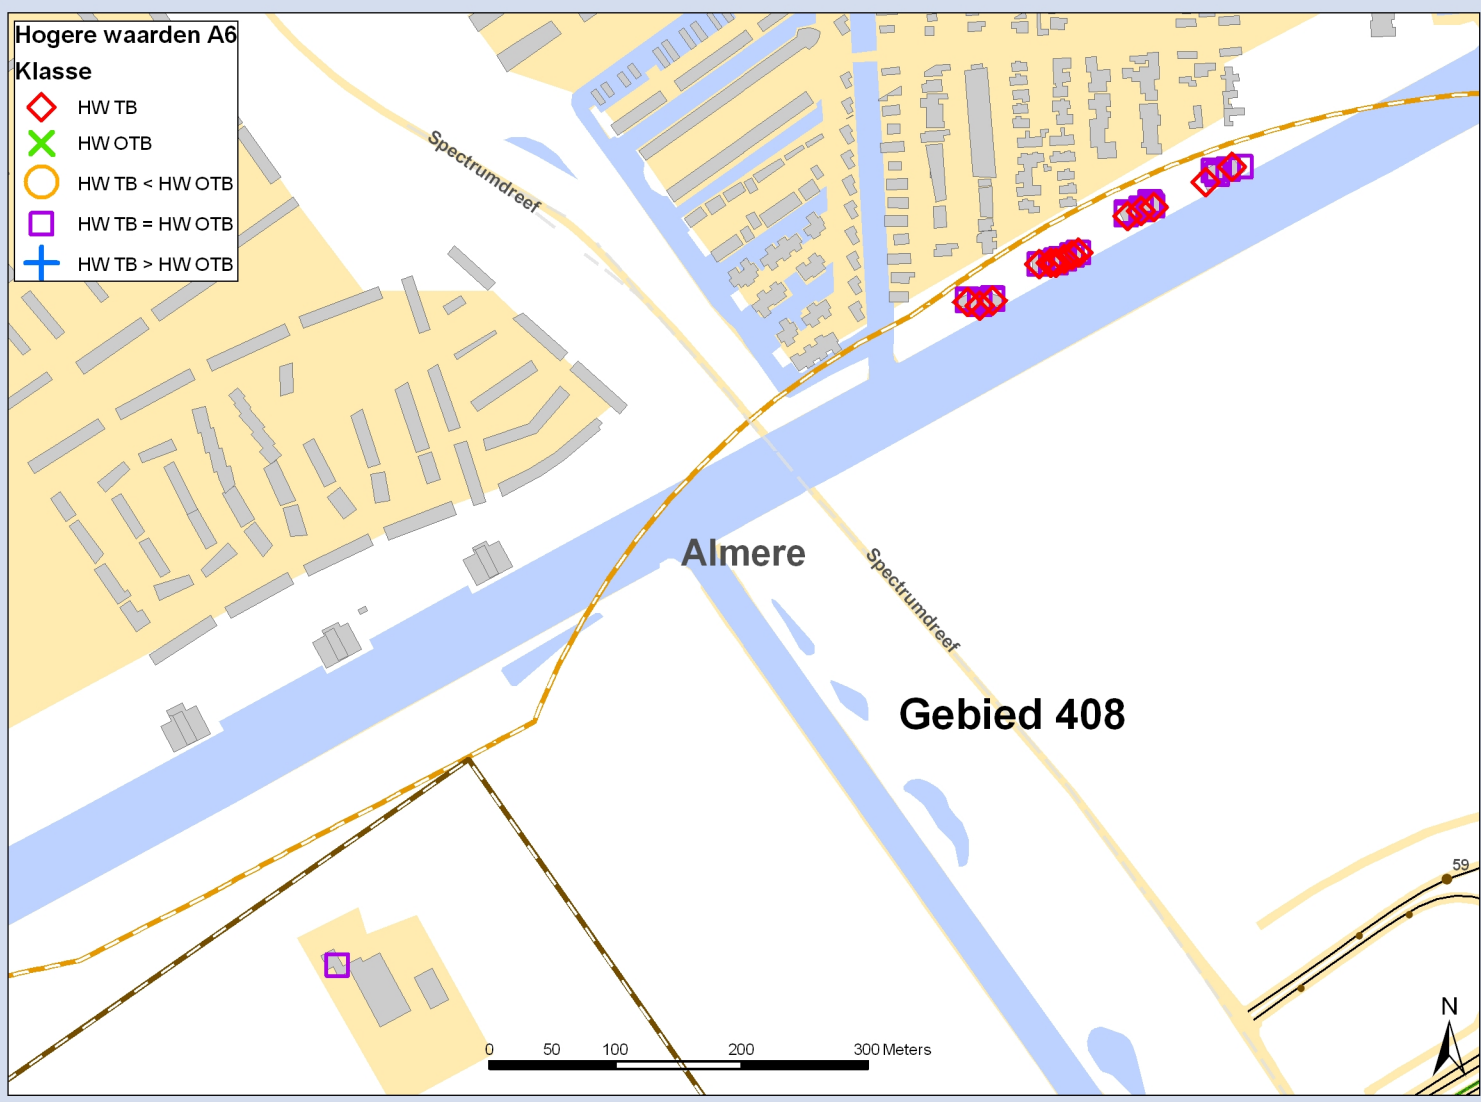 Hogere waarden A6
Klasse
HW TB
HW OTB
HW TB < HW OTB
HW TB = HW OTB
HW TB > HW OTB
Spectrumdreef
Almere
Spectrumdreef
Gebied 408
59
N
0 50 100 200 300 Meters